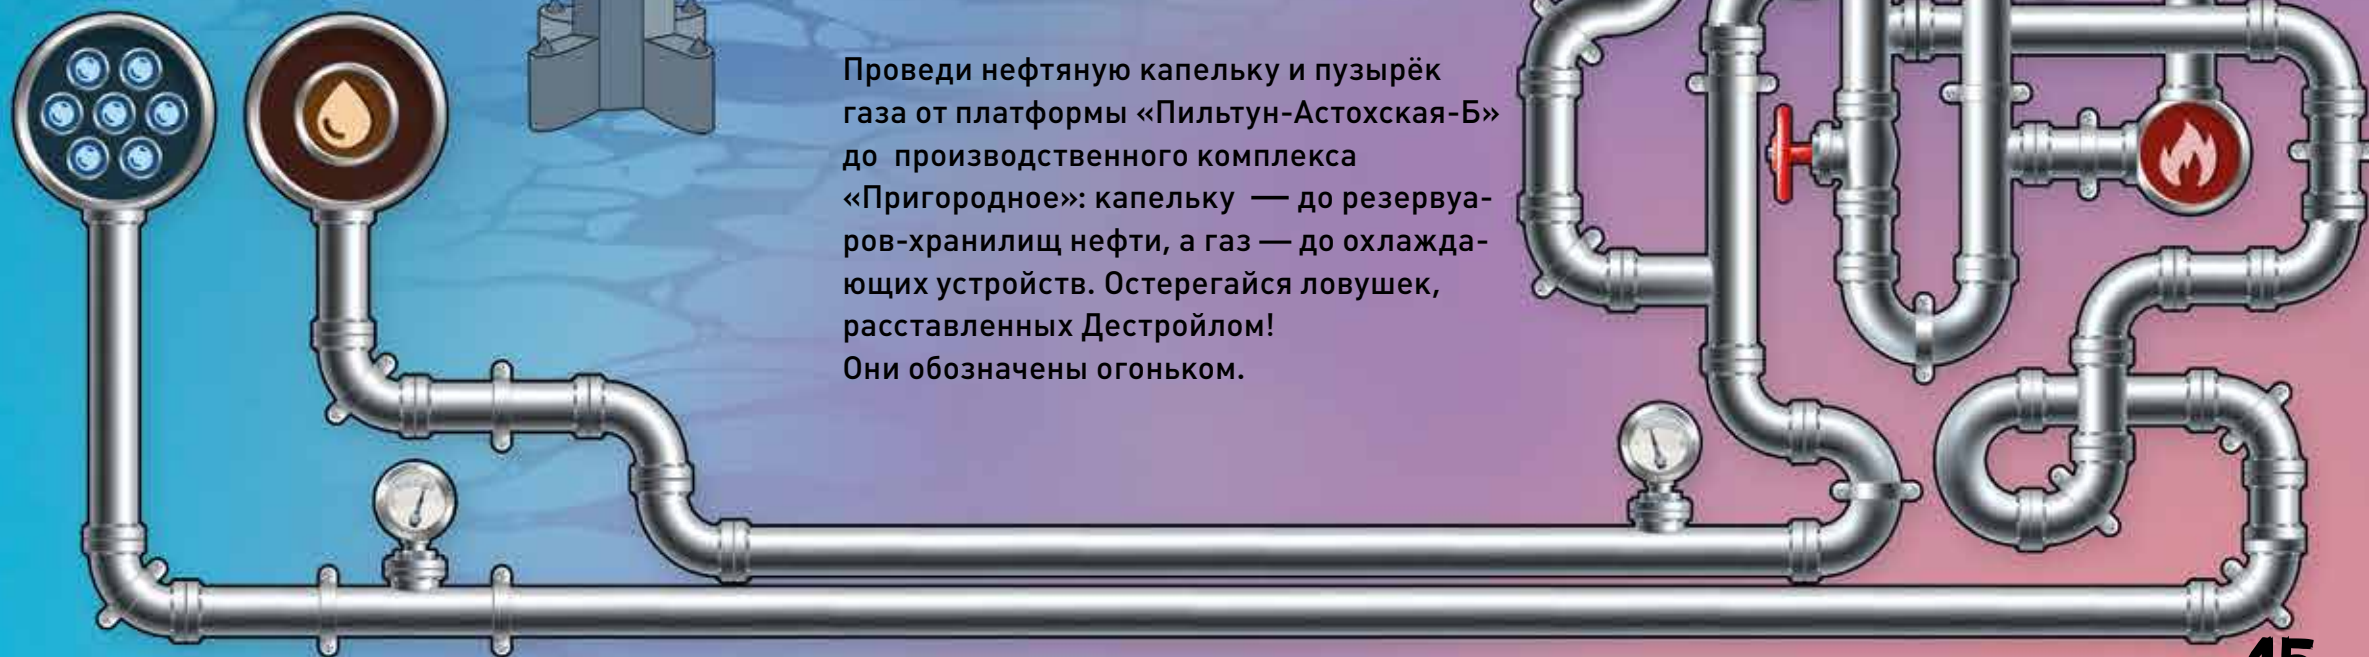 Проведи нефтяную капельку и пузырёк
газа от платформы «Пильтун-Астохская-Б»
до производственного комплекса
«Пригородное»: капельку — до резервуа-
ров-хранилищ нефти, а газ — до охлажда-
ющих устройств. Остерегайся ловушек,
расставленных Дестройлом!
Они обозначены огоньком.
45